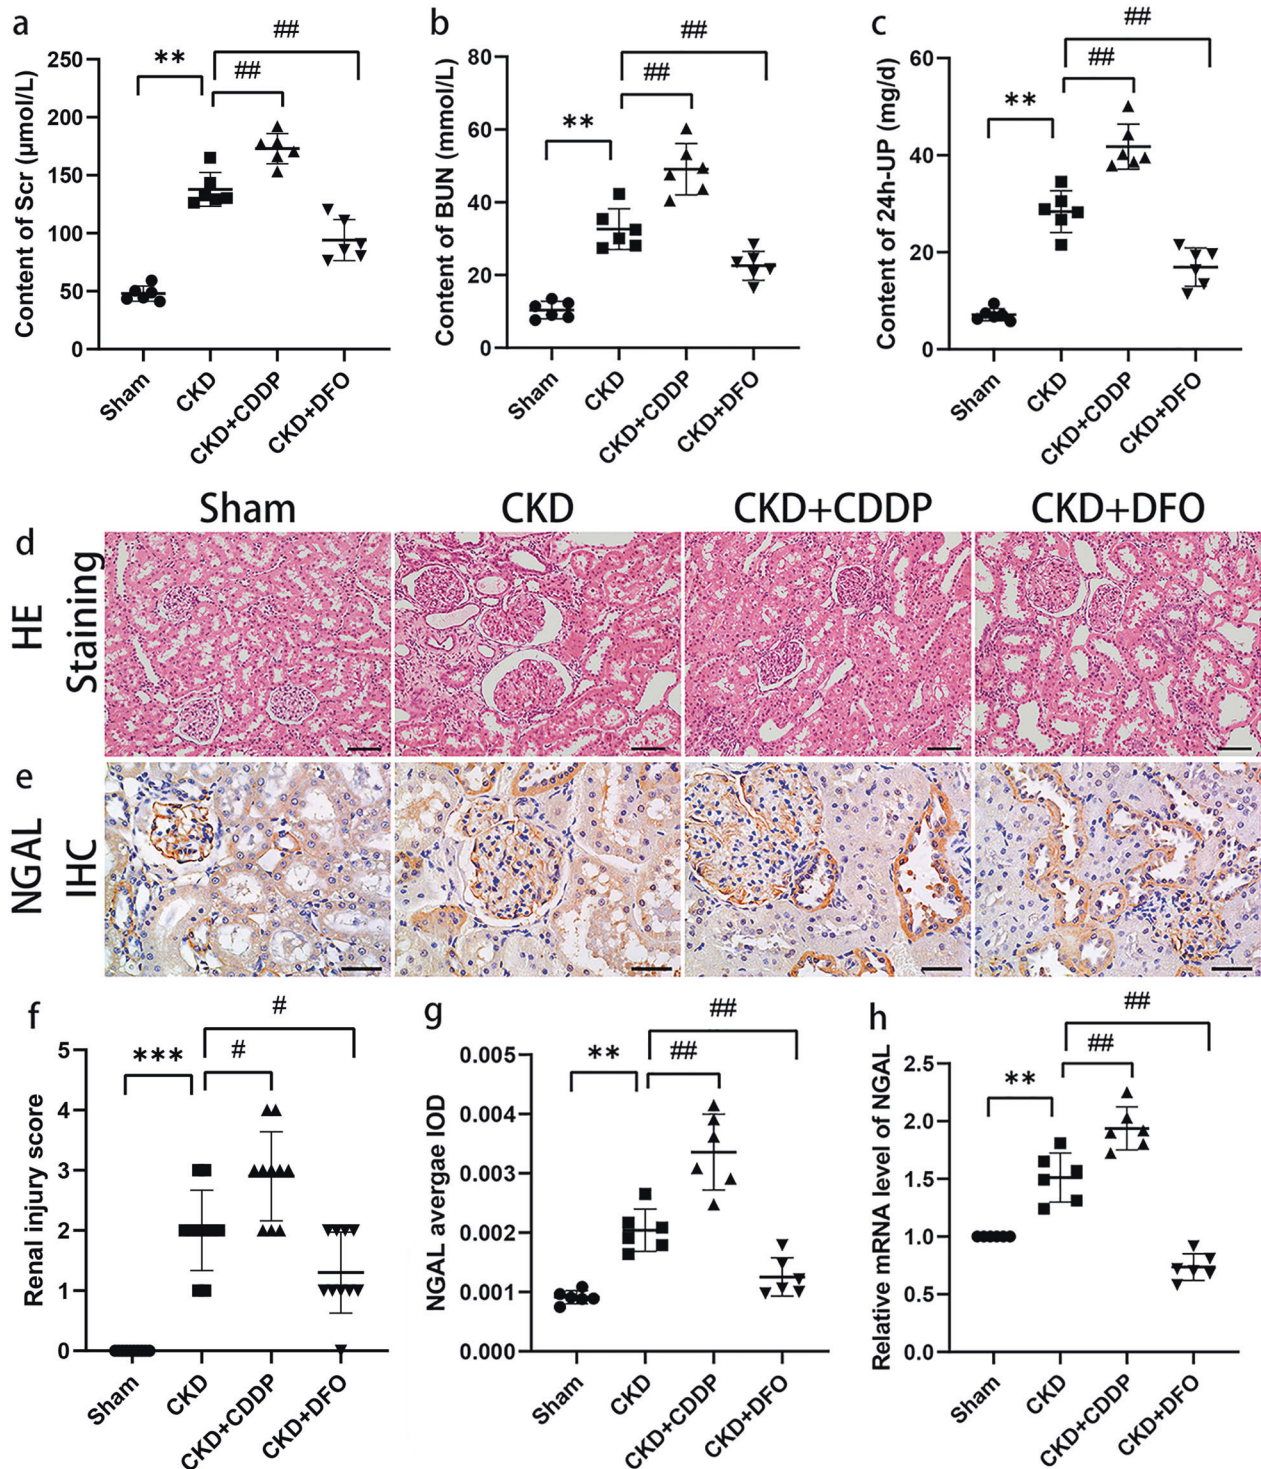 a
Content of Scr (μmol/L)
250
200
150
100
50
0
**
##
##
Sham
CKD
CKD+CDDP
CKD+DFO
b
Content of BUN (mmol/L)
80
60
40
20
0
**
##
##
Sham
CKD
CKD+CDDP
CKD+DFO
c
Content of 24h-UP (mg/d)
60
40
20
0
**
##
##
Sham
CKD
CKD+CDDP
CKD+DFO
Sham
CKD
CKD+CDDP
CKD+DFO
d
HE
Staining
e
NGAL
IHC
f
Renal injury score
5
4
3
2
1
0
***
#
#
Sham
CKD
CKD+CDDP
CKD+DFO
g
NGAL avergae IOD
0.005
0.004
0.003
0.002
0.001
0.000
**
##
##
Sham
CKD
CKD+CDDP
CKD+DFO
h
Relative mRNA level of NGAL
2.5
2.0
1.5
1.0
0.5
0.0
**
##
##
Sham
CKD
CKD+CDDP
CKD+DFO